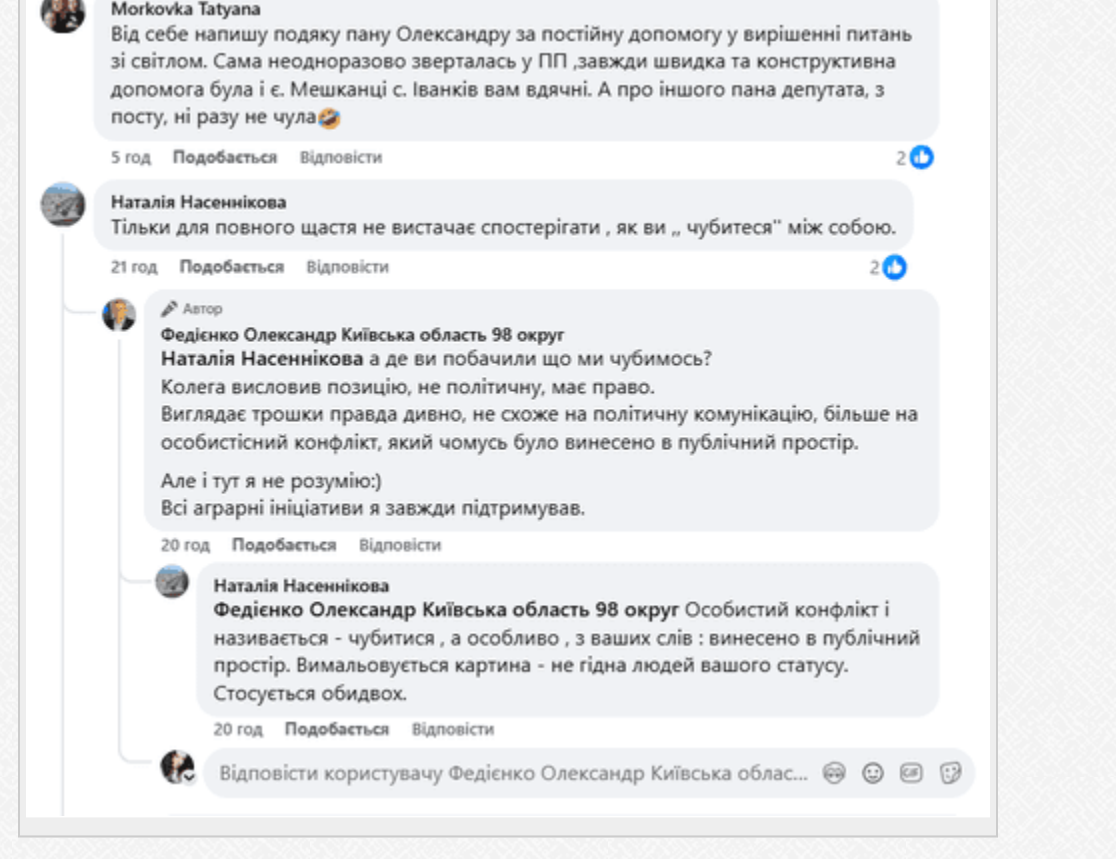 Morkovka Tatyana
Від себе напишу подяку пану Олександру за постійну допомогу у вирішенні питань
зі світлом. Сама неодноразово зверталась у ПП ,завжди швидка та конструктивна
допомога була і є. Мешканці с. Іванків вам вдячні. А про іншого пана депутата, з
посту, ні разу не чула🤣
5 год Подобається Відповісти 2
Наталія Насеннікова
Тільки для повного щастя не вистачає спостерігати , як ви ,, чубитеся" між собою.
21 год Подобається Відповісти 2
Автор
Федієнко Олександр Київська область 98 округ
Наталія Насеннікова а де ви побачили що ми чубимось?
Колега висловив позицію, не політичну, має право.
Виглядає трошки правда дивно, не схоже на політичну комунікацію, більше на
особистісний конфлікт, який чомусь було винесено в публічний простір.
Але і тут я не розумію:)
Всі аграрні ініціативи я завжди підтримував.
20 год Подобається Відповісти
Наталія Насеннікова
Федієнко Олександр Київська область 98 округ Особистий конфлікт і
називається - чубитися , а особливо , з ваших слів : винесено в публічний
простір. Вимальовується картина - не гідна людей вашого статусу.
Стосується обидвох.
20 год Подобається Відповісти
Відповісти користувачу Федієнко Олександр Київська облас... GIF